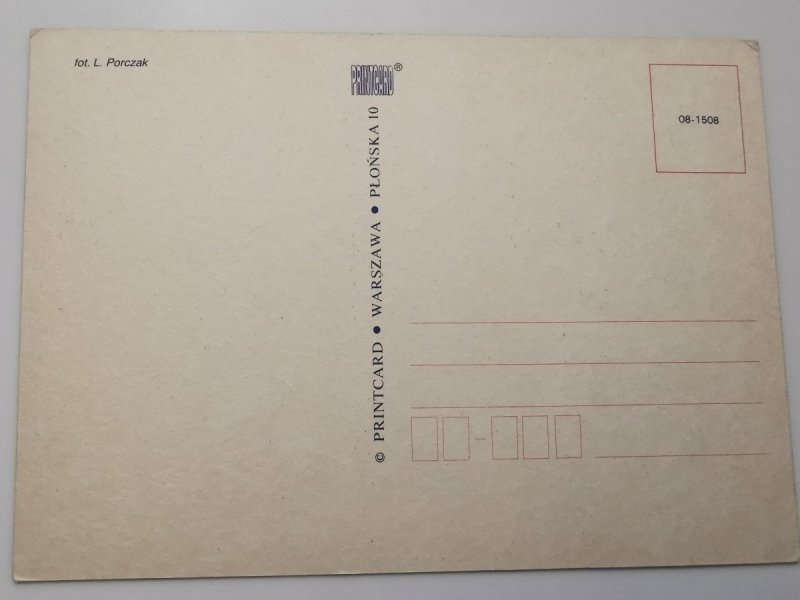 fot. L. Porczak
PRINTCARD®
© PRINTCARD • WARSZAWA • PŁOŃSKA 10
08-1508